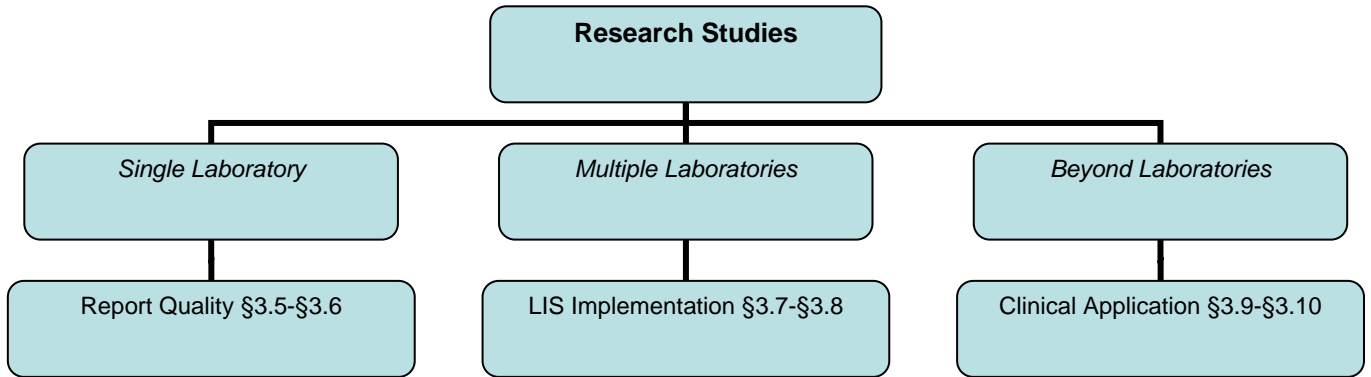 Research Studies
Single Laboratory
Multiple Laboratories
Beyond Laboratories
Report Quality §3.5-§3.6
LIS Implementation §3.7-§3.8
Clinical Application §3.9-§3.10